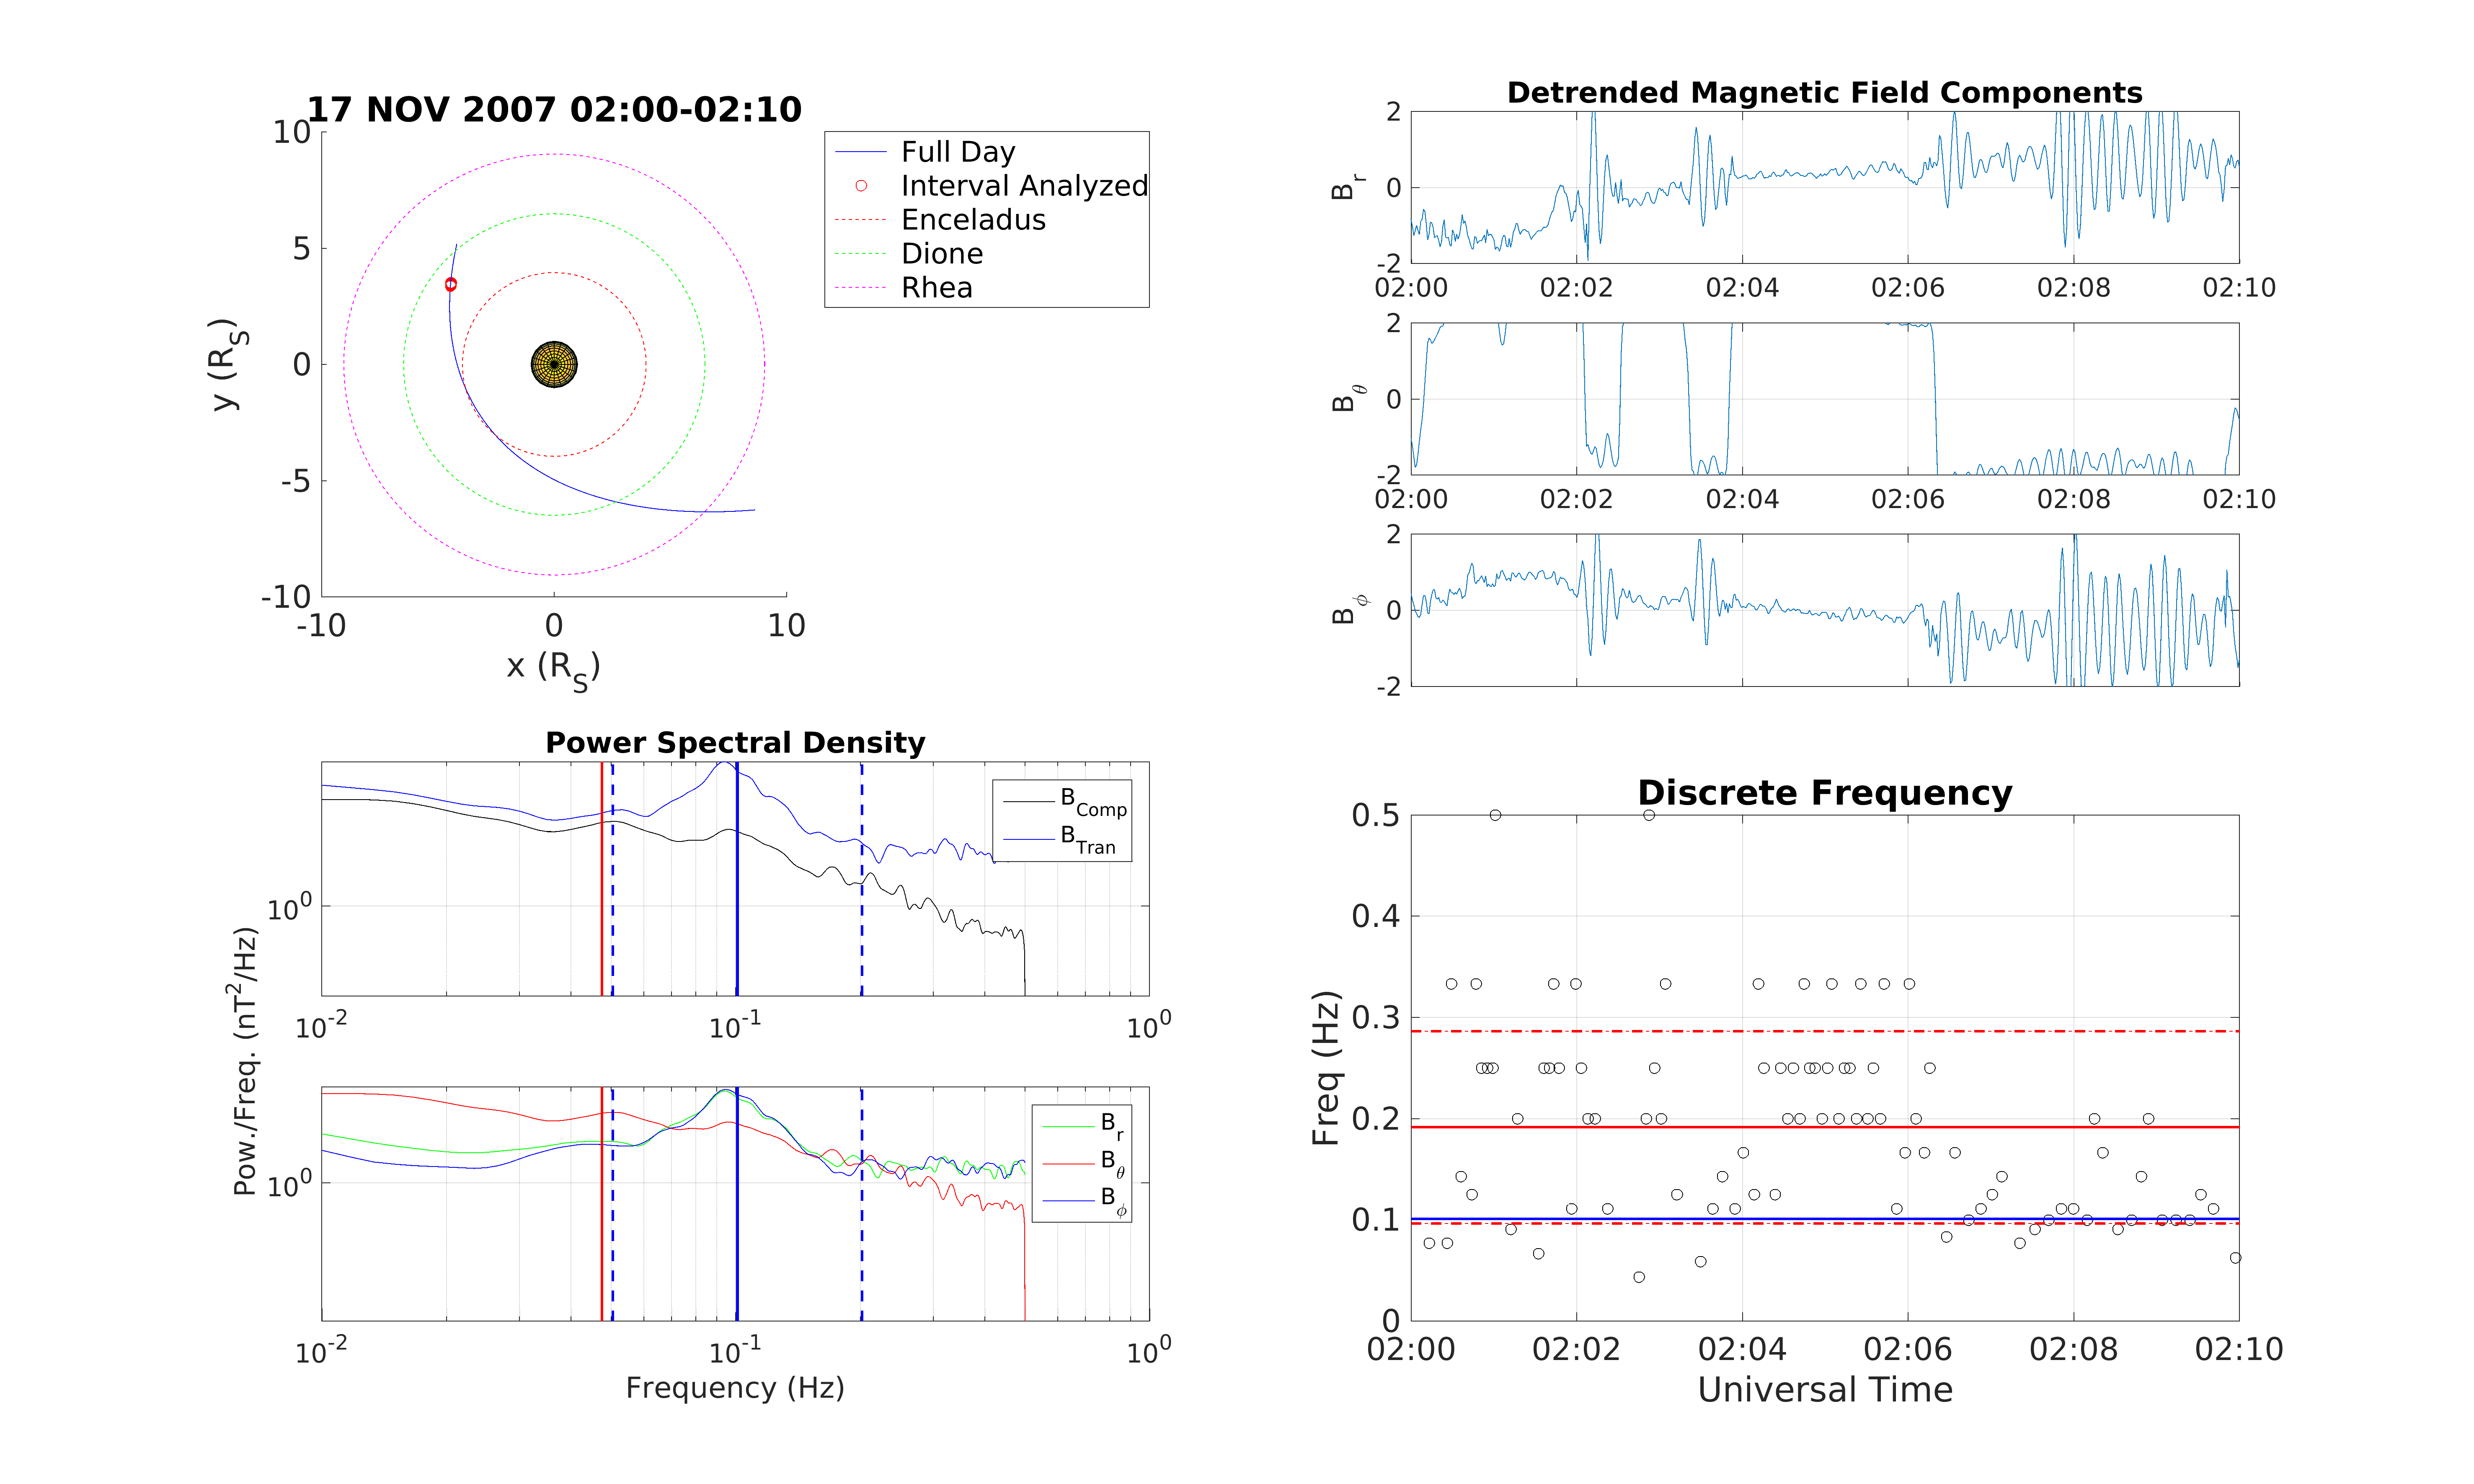 17 NOV 2007 02:00-02:10
10
5
0
-5
-10
-10 0 10
y (R_S)
x (R_S)
Full Day
Interval Analyzed
Enceladus
Dione
Rhea
Detrended Magnetic Field Components
2
0
-2
B_r
02:00 02:02 02:04 02:06 02:08 02:10
2
0
-2
B_θ
02:00 02:02 02:04 02:06 02:08 02:10
2
0
-2
B_ϕ
Power Spectral Density
B_Comp
B_Tran
10^0
10^-2 10^-1 10^0
Pow./Freq. (nT^2/Hz)
B_r
B_θ
B_ϕ
10^0
10^-2 10^-1 10^0
Frequency (Hz)
Discrete Frequency
0.5
0.4
0.3
0.2
0.1
0
Freq (Hz)
02:00 02:02 02:04 02:06 02:08 02:10
Universal Time